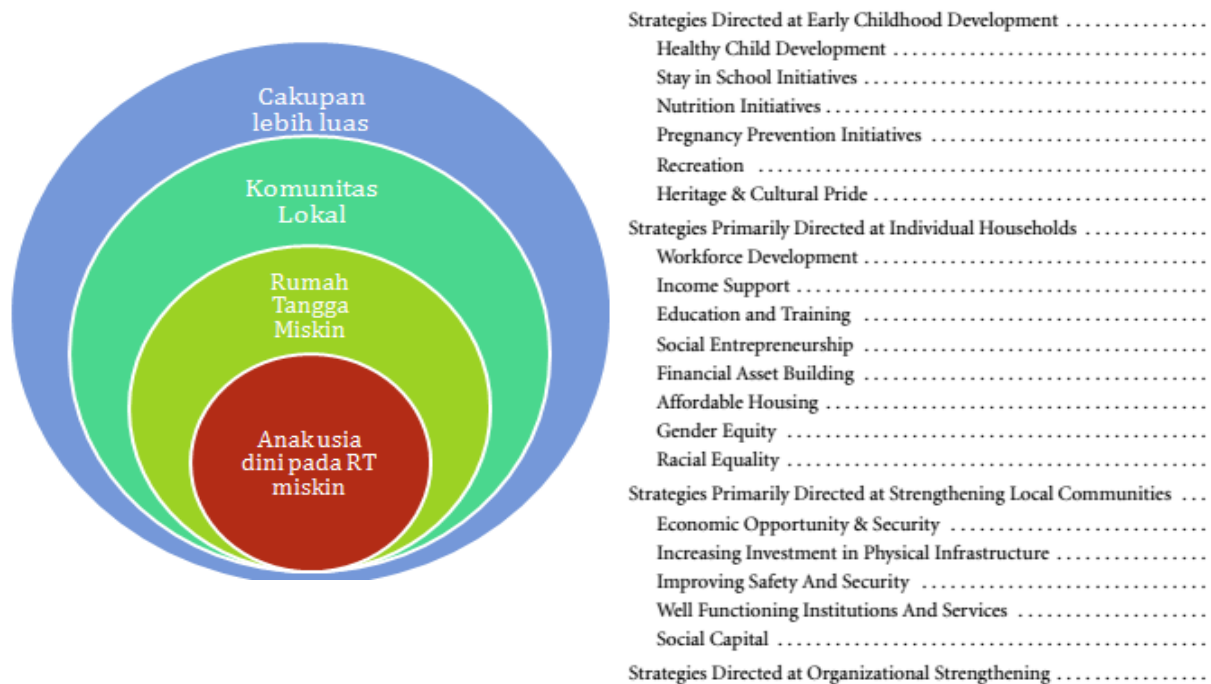 Cakupan
lebih luas
Komunitas
Lokal
Rumah
Tangga
Miskin
Anak usia
dini pada RT
miskin
Strategies Directed at Early Childhood Development . . . . . . . . . . . . . .
Healthy Child Development . . . . . . . . . . . . . . . . . . . . . . . . . . . . . . .
Stay in School Initiatives . . . . . . . . . . . . . . . . . . . . . . . . . . . . . . . . . .
Nutrition Initiatives . . . . . . . . . . . . . . . . . . . . . . . . . . . . . . . . . . . . . .
Pregnancy Prevention Initiatives . . . . . . . . . . . . . . . . . . . . . . . . . . .
Recreation . . . . . . . . . . . . . . . . . . . . . . . . . . . . . . . . . . . . . . . . . . . .
Heritage & Cultural Pride . . . . . . . . . . . . . . . . . . . . . . . . . . . . . . . . .
Strategies Primarily Directed at Individual Households . . . . . . . . . . . .
Workforce Development . . . . . . . . . . . . . . . . . . . . . . . . . . . . . . . . . .
Income Support . . . . . . . . . . . . . . . . . . . . . . . . . . . . . . . . . . . . . . . . .
Education and Training . . . . . . . . . . . . . . . . . . . . . . . . . . . . . . . . . .
Social Entrepreneurship . . . . . . . . . . . . . . . . . . . . . . . . . . . . . . . . . .
Financial Asset Building . . . . . . . . . . . . . . . . . . . . . . . . . . . . . . . . . .
Affordable Housing . . . . . . . . . . . . . . . . . . . . . . . . . . . . . . . . . . . . . .
Gender Equity . . . . . . . . . . . . . . . . . . . . . . . . . . . . . . . . . . . . . . . . . .
Racial Equality . . . . . . . . . . . . . . . . . . . . . . . . . . . . . . . . . . . . . . . . . .
Strategies Primarily Directed at Strengthening Local Communities . . .
Economic Opportunity & Security . . . . . . . . . . . . . . . . . . . . . . . . .
Increasing Investment in Physical Infrastructure . . . . . . . . . . . . . . .
Improving Safety And Security . . . . . . . . . . . . . . . . . . . . . . . . . . . .
Well Functioning Institutions And Services . . . . . . . . . . . . . . . . . . .
Social Capital . . . . . . . . . . . . . . . . . . . . . . . . . . . . . . . . . . . . . . . . . . .
Strategies Directed at Organizational Strengthening . . . . . . . . . . . . . . .